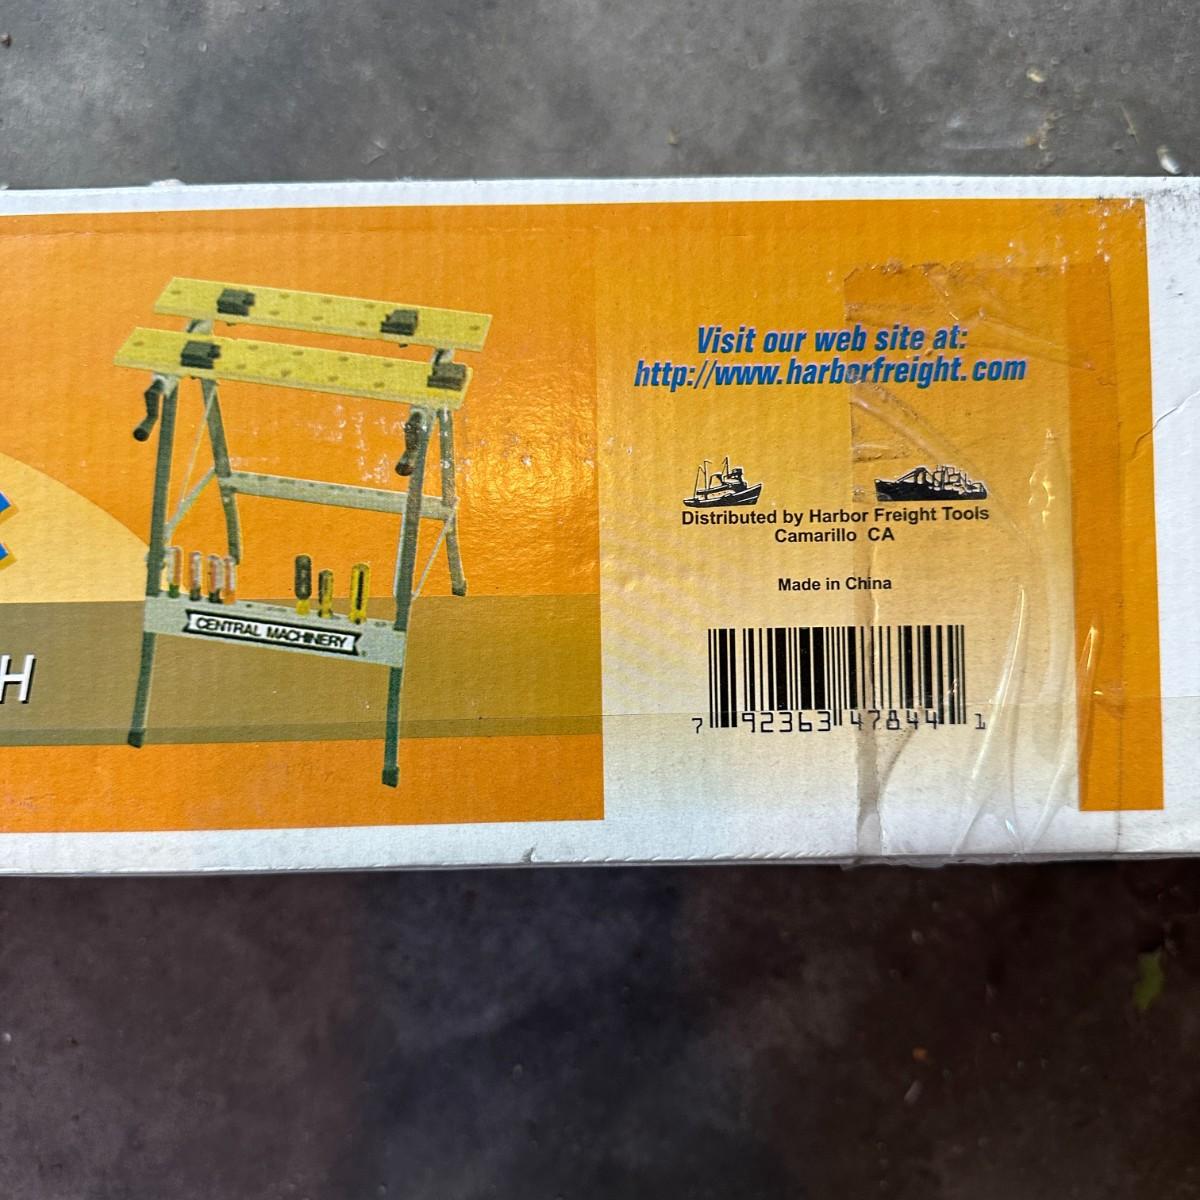 Visit our web site at:
http://www.harborfreight.com
Distributed by Harbor Freight Tools
Camarillo CA
Made in China
7 92363 47844 1
CENTRAL MACHINERY
H